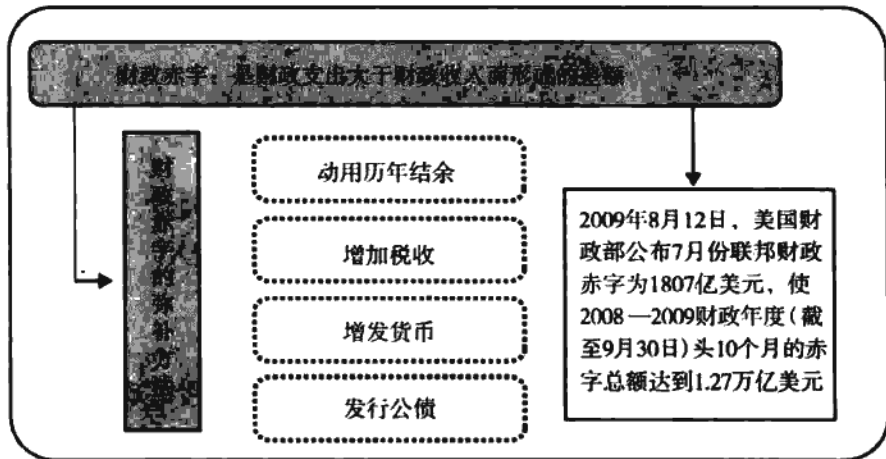 财政赤字：是财政支出大于财政收入而形成的差额
财政赤字的弥补方
动用历年结余
增加税收
增发货币
发行公债
2009年8月12日，美国财
政部公布7月份联邦财政
赤字为1807亿美元，使
2008—2009财政年度（截
至9月30日）头10个月的赤
字总额达到1.27万亿美元